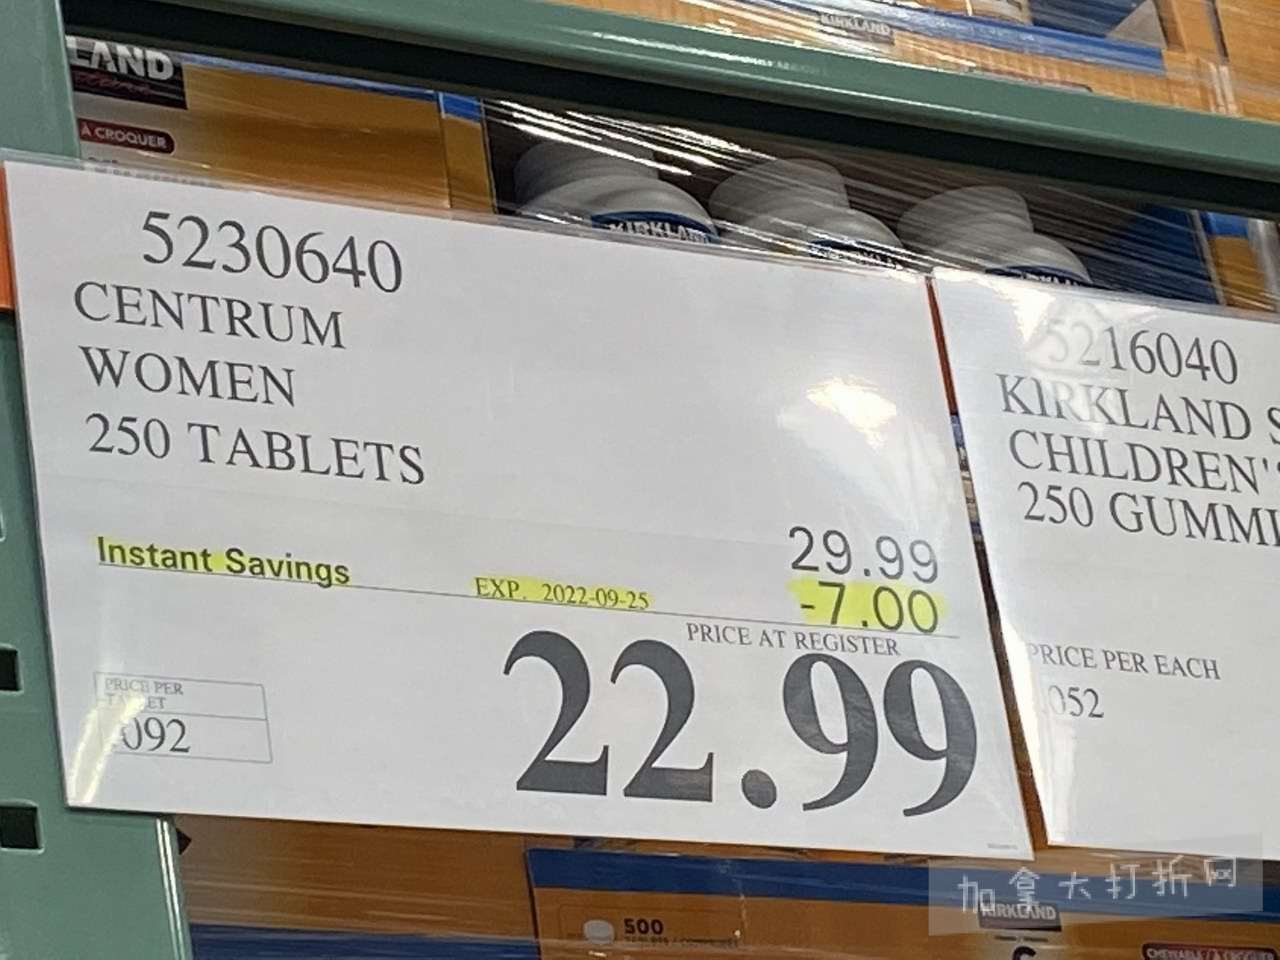 KIRKLAND
LAND
À CROQUER
KIRKLAND
5230640
CENTRUM
WOMEN
250 TABLETS
Instant Savings
EXP. 2022-09-25
29.99
-7.00
PRICE AT REGISTER
22.99
PRICE PER
TABLET
.092
5216040
KIRKLAND S
CHILDREN'
250 GUMMI
PRICE PER EACH
.052
500
KIRKLAND
加拿大打折网